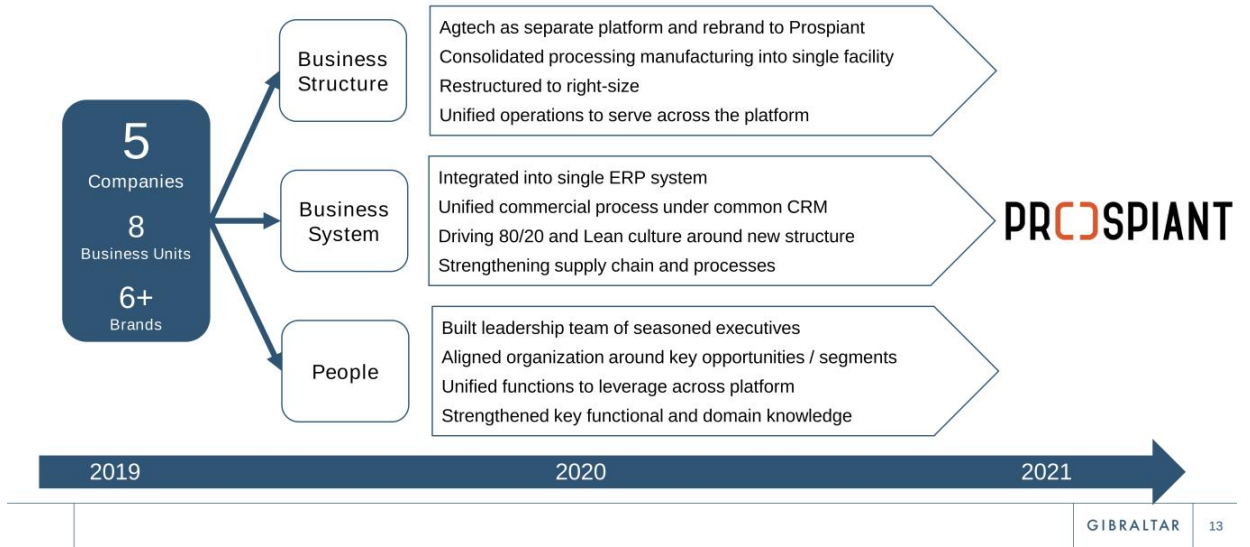 5
Companies
8
Business Units
6+
Brands
Business
Structure
Agtech as separate platform and rebrand to Prospiant
Consolidated processing manufacturing into single facility
Restructured to right-size
Unified operations to serve across the platform
Business
System
Integrated into single ERP system
Unified commercial process under common CRM
Driving 80/20 and Lean culture around new structure
Strengthening supply chain and processes
People
Built leadership team of seasoned executives
Aligned organization around key opportunities / segments
Unified functions to leverage across platform
Strengthened key functional and domain knowledge
PROSPIANT
2019 2020 2021
GIBRALTAR 13